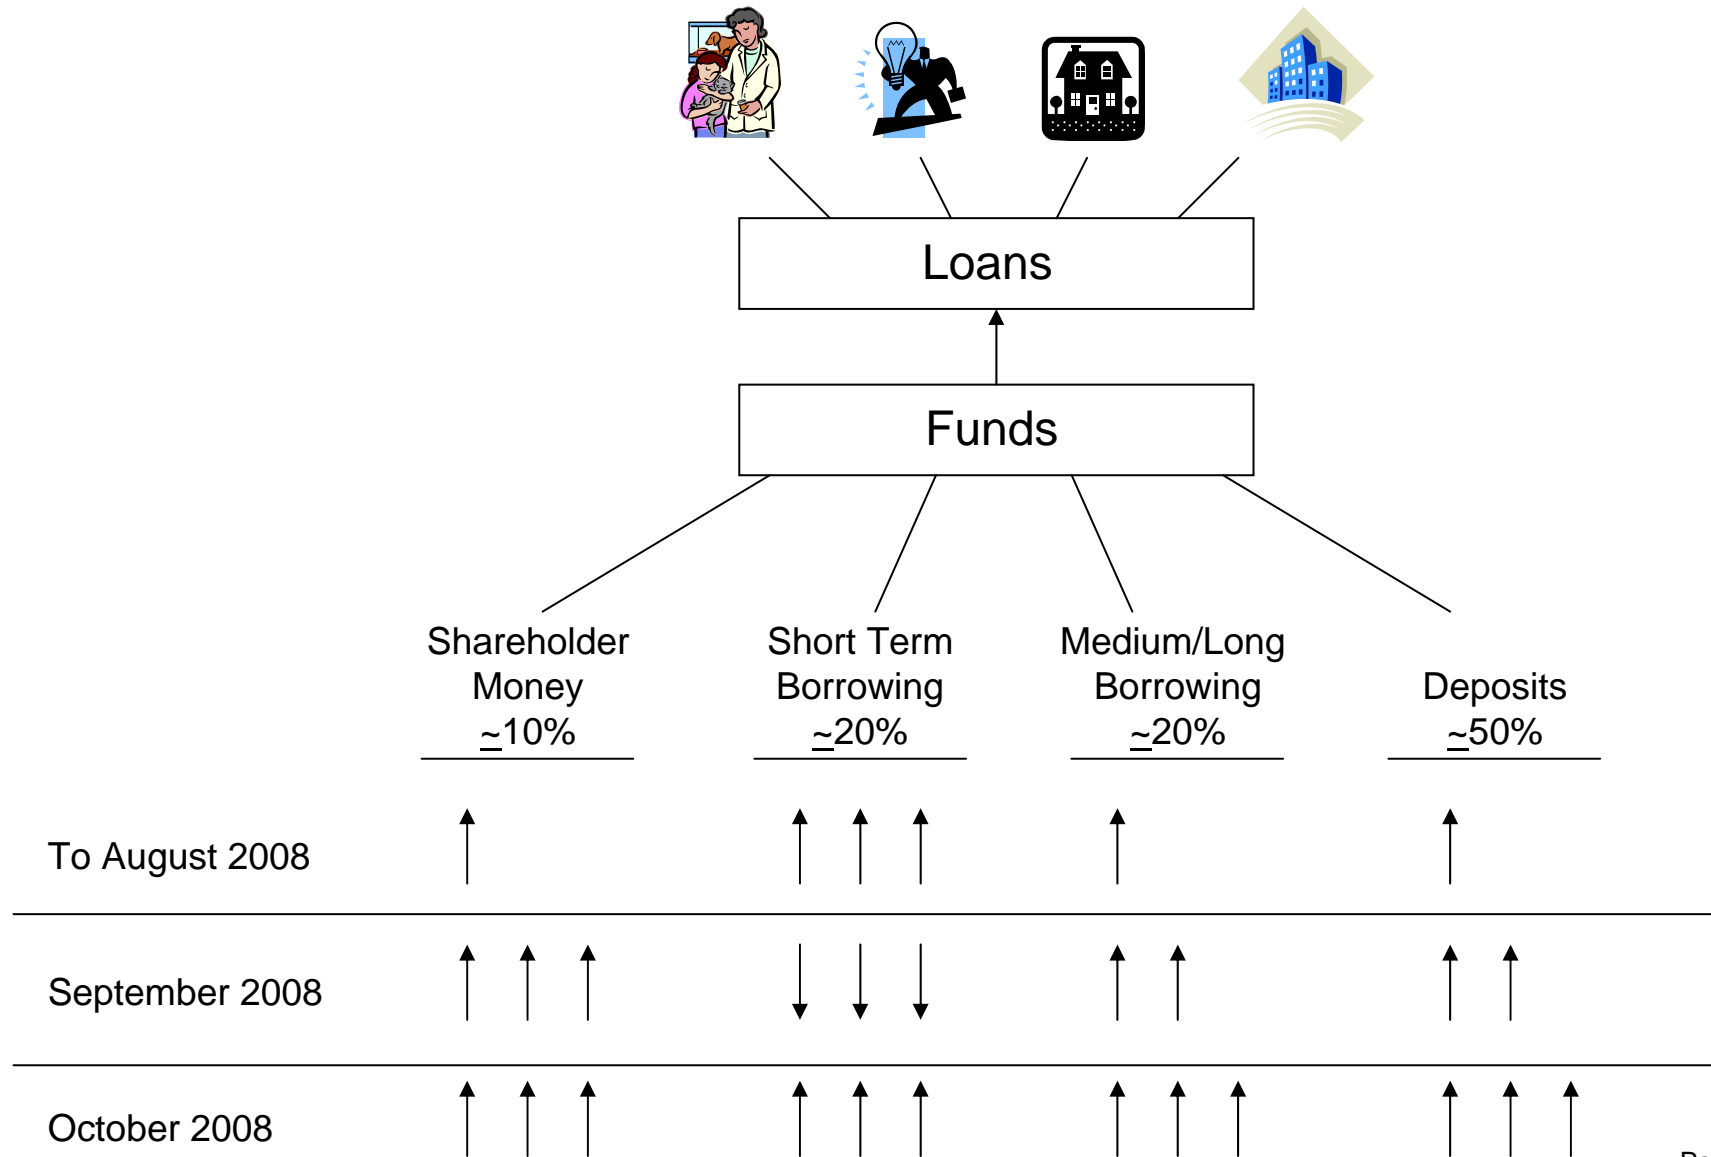 Loans
Funds
Shareholder
Money
~10%
Short Term
Borrowing
~20%
Medium/Long
Borrowing
~20%
Deposits
~50%
To August 2008
September 2008
October 2008